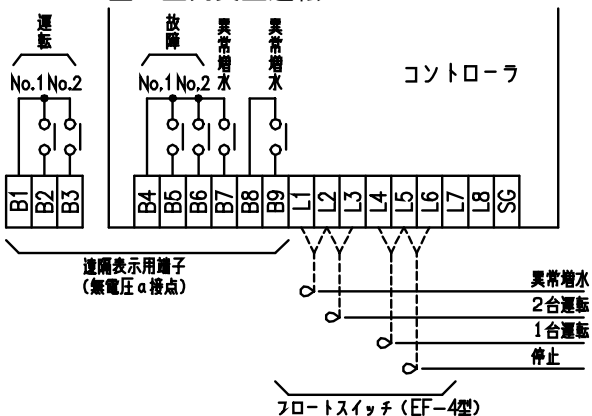 運転
故障
異常増水
異常増水
No.1 No.2
No.1 No.2
コントローラ
B1 B2 B3
B4 B5 B6 B7 B8 B9 L1 L2 L3 L4 L5 L6 L7 L8 SG
遠隔表示用端子
(無電圧a接点)
異常増水
2台運転
1台運転
停止
フロートスイッチ(EF-4型)